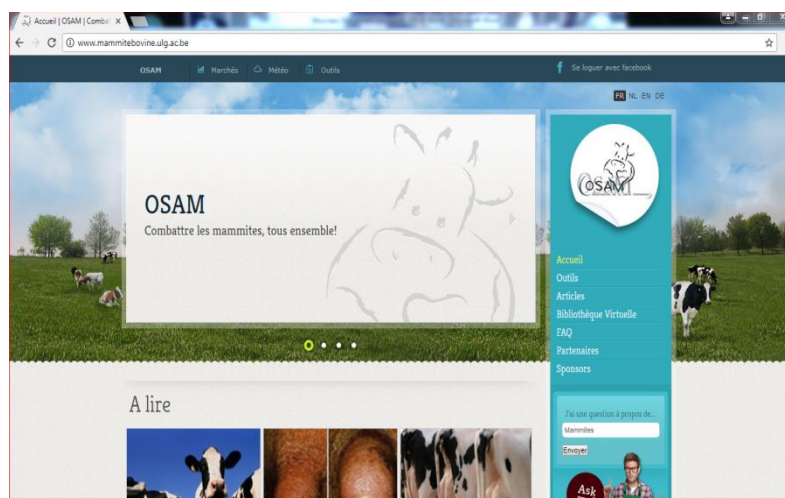 Accueil | OSAM | Combat
www.mammitebovine.ulg.ac.be
OSAM Marchés Météo Outils Se loguer avec facebook
FR NL EN DE
OSAM
Combattre les mammites, tous ensemble!
OSAM
Accueil
Outils
Articles
Bibliothèque Virtuelle
FAQ
Partenaires
Sponsors
A lire
J'ai une question à propos de...
Mammites
Envoyer
Ask